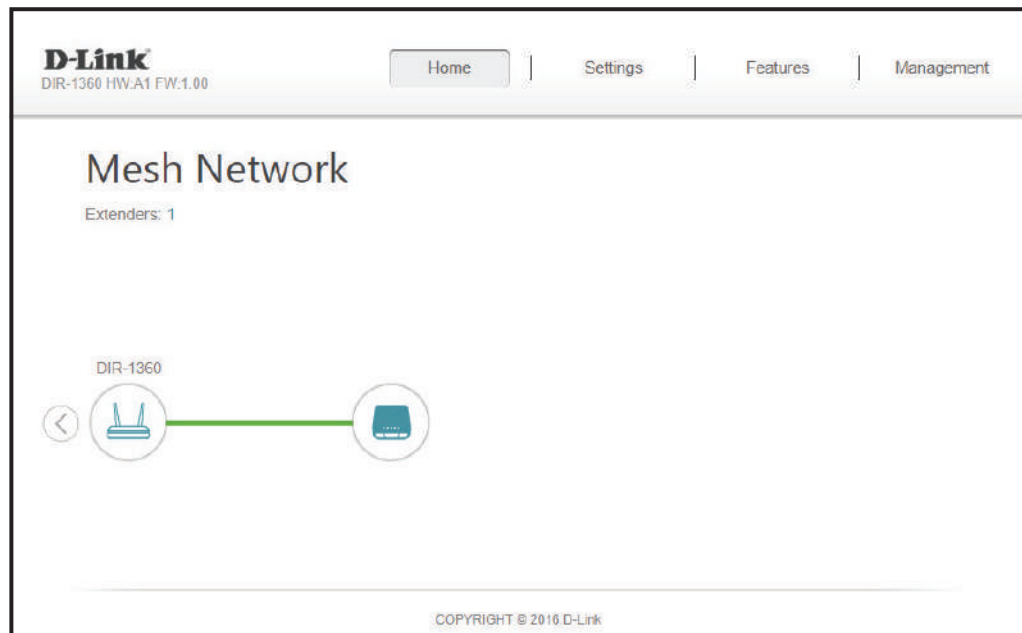 D-Link
Home | Settings | Features | Management
DIR-1360 HW:A1 FW:1.00
Mesh Network
Extenders: 1
DIR-1360
COPYRIGHT © 2016 D-Link